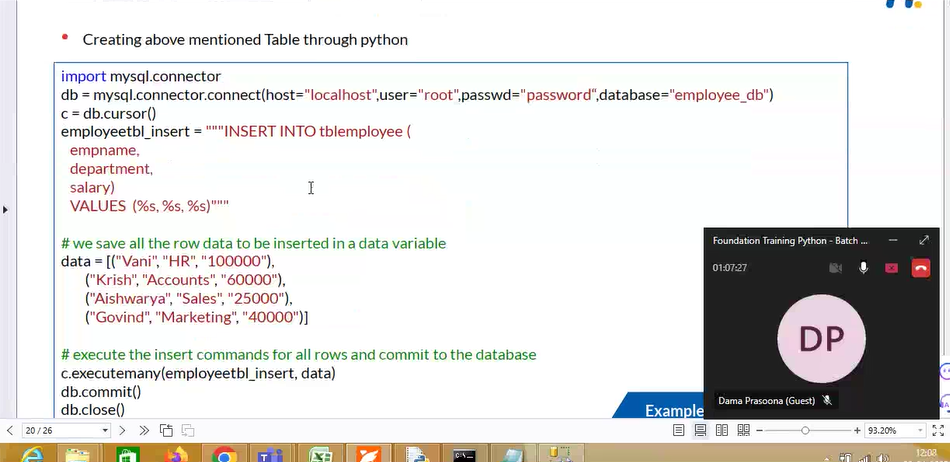 • Creating above mentioned Table through python
import mysql.connector
db = mysql.connector.connect(host="localhost",user="root",passwd="password“,database="employee_db")
c = db.cursor()
employeetbl_insert = """INSERT INTO tblemployee (
empname,
department,
salary)
VALUES (%s, %s, %s)"""
# we save all the row data to be inserted in a data variable
data = [("Vani", "HR", "100000"),
("Krish", "Accounts", "60000"),
("Aishwarya", "Sales", "25000"),
("Govind", "Marketing", "40000")]
# execute the insert commands for all rows and commit to the database
c.executemany(employeetbl_insert, data)
db.commit()
db.close()
Example
Foundation Training Python - Batch ...
01:07:27
DP
Dama Prasoona (Guest)
20 / 26
93.20%
12:03